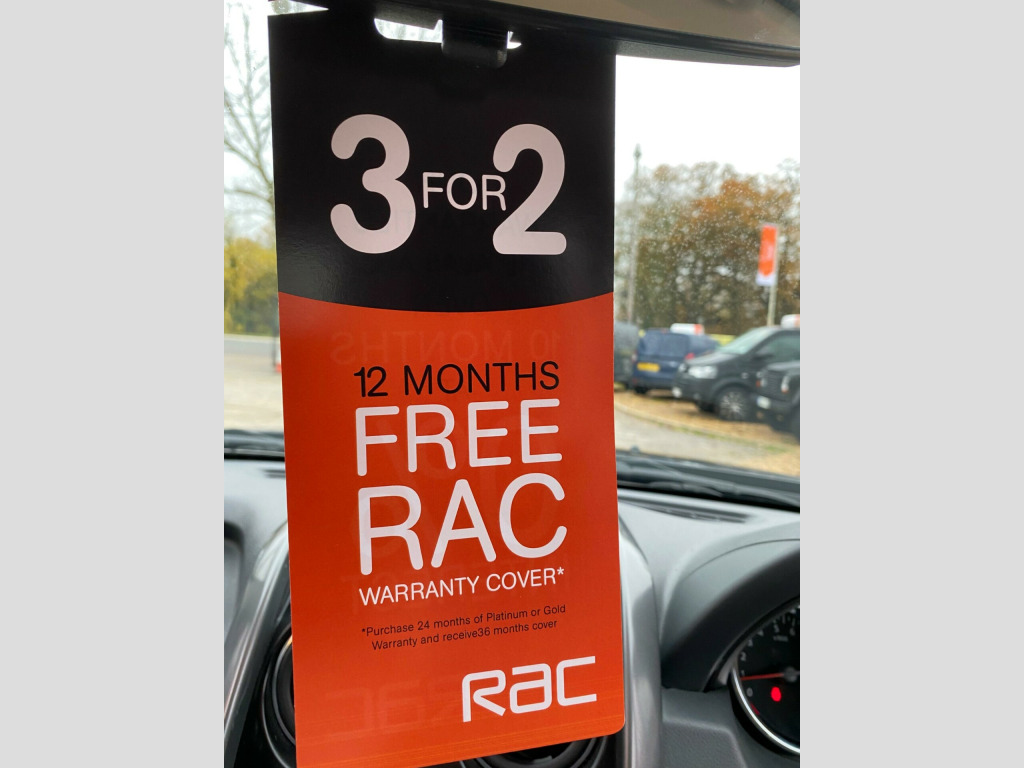 3 FOR 2
12 MONTHS
FREE
RAC
WARRANTY COVER*
*Purchase 24 months of Platinum or Gold
Warranty and receive36 months cover
RAC